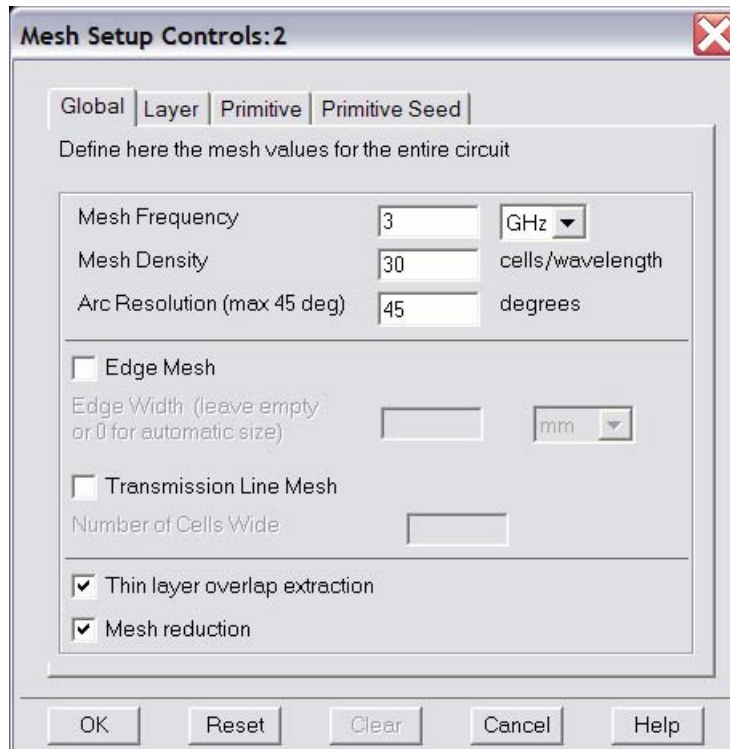 Mesh Setup Controls:2
Global Layer Primitive Primitive Seed
Define here the mesh values for the entire circuit
Mesh Frequency 3 GHz
Mesh Density 30 cells/wavelength
Arc Resolution (max 45 deg) 45 degrees
Edge Mesh
Edge Width (leave empty
or 0 for automatic size) mm
Transmission Line Mesh
Number of Cells Wide
Thin layer overlap extraction
Mesh reduction
OK Reset Clear Cancel Help